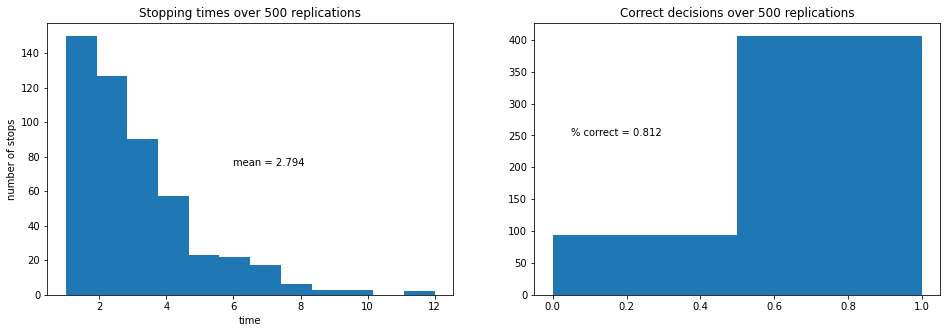 Stopping times over 500 replications
number of stops
140
120
100
80
60
40
20
0
mean = 2.794
2 4 6 8 10 12
time
Correct decisions over 500 replications
400
350
300
250
200
150
100
50
0
% correct = 0.812
0.0 0.2 0.4 0.6 0.8 1.0